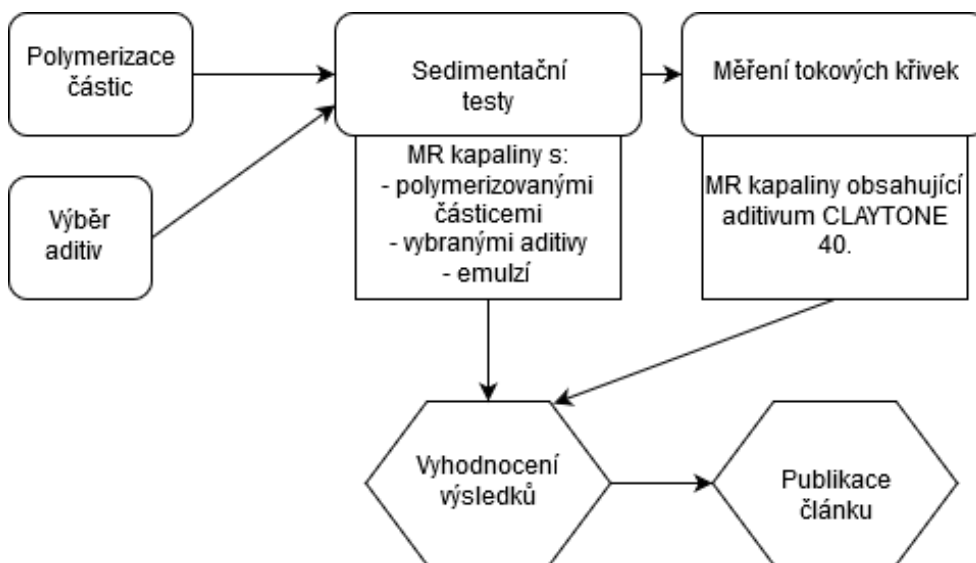 Polymerizace
částic
Sedimentační
testy
Měření tokových křivek
Výběr
aditiv
MR kapaliny s:
- polymerizovanými
částicemi
- vybranými aditivy
- emulzí
MR kapaliny obsahující
aditivum CLAYTONE
40.
Vyhodnocení
výsledků
Publikace
článku